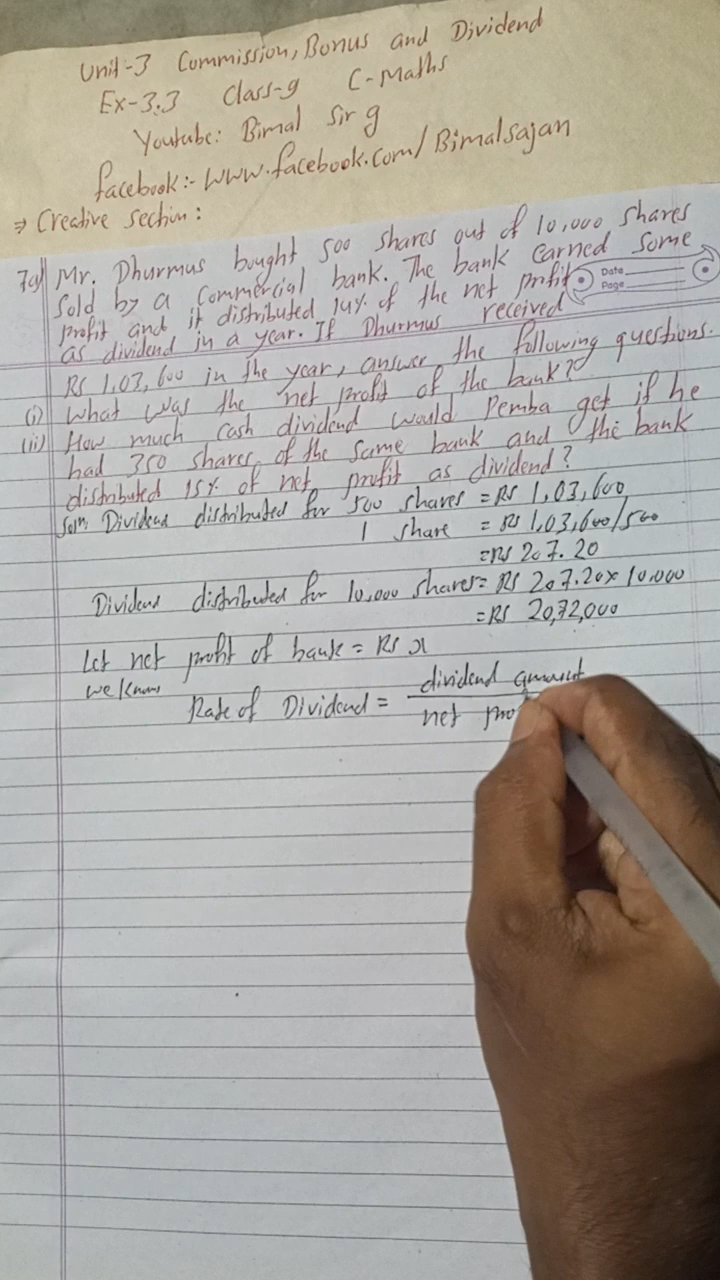 Unit-3 Commission, Bonus and Dividend
Ex-3.3 Class-9 C-Maths
Youtube: Bimal Sir g
facebook:- www.facebook.com/Bimalsajan
⇒ Creative Section:
7a) Mr. Dhurmus bought 500 shares out of 10,000 shares
sold by a commercial bank. The bank earned some
profit and it distributed 14% of the net profit
Date
Page
as dividend in a year. If Dhurmus received
Rs 1,03,600 in the year, answer the following questions.
(i) What was the net profit of the bank?
(ii) How much cash dividend would Pemba get if he
had 350 shares of the same bank and the bank
distributed 15% of net profit as dividend?
Soln, Dividend distributed for 500 shares = Rs 1,03,600
1 share = Rs 1,03,600/500
= Rs 207.20
Dividend distributed for 10,000 shares = Rs 207.20 x 10,000
= Rs 20,72,000
Let net profit of bank = Rs x
we know
Rate of Dividend = dividend amount
net